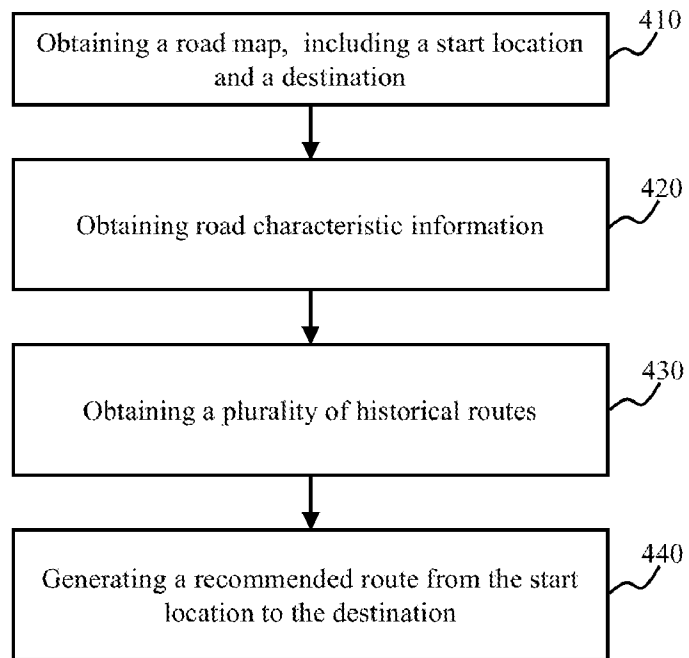 410
Obtaining a road map, including a start location
and a destination
420
Obtaining road characteristic information
430
Obtaining a plurality of historical routes
440
Generating a recommended route from the start
location to the destination